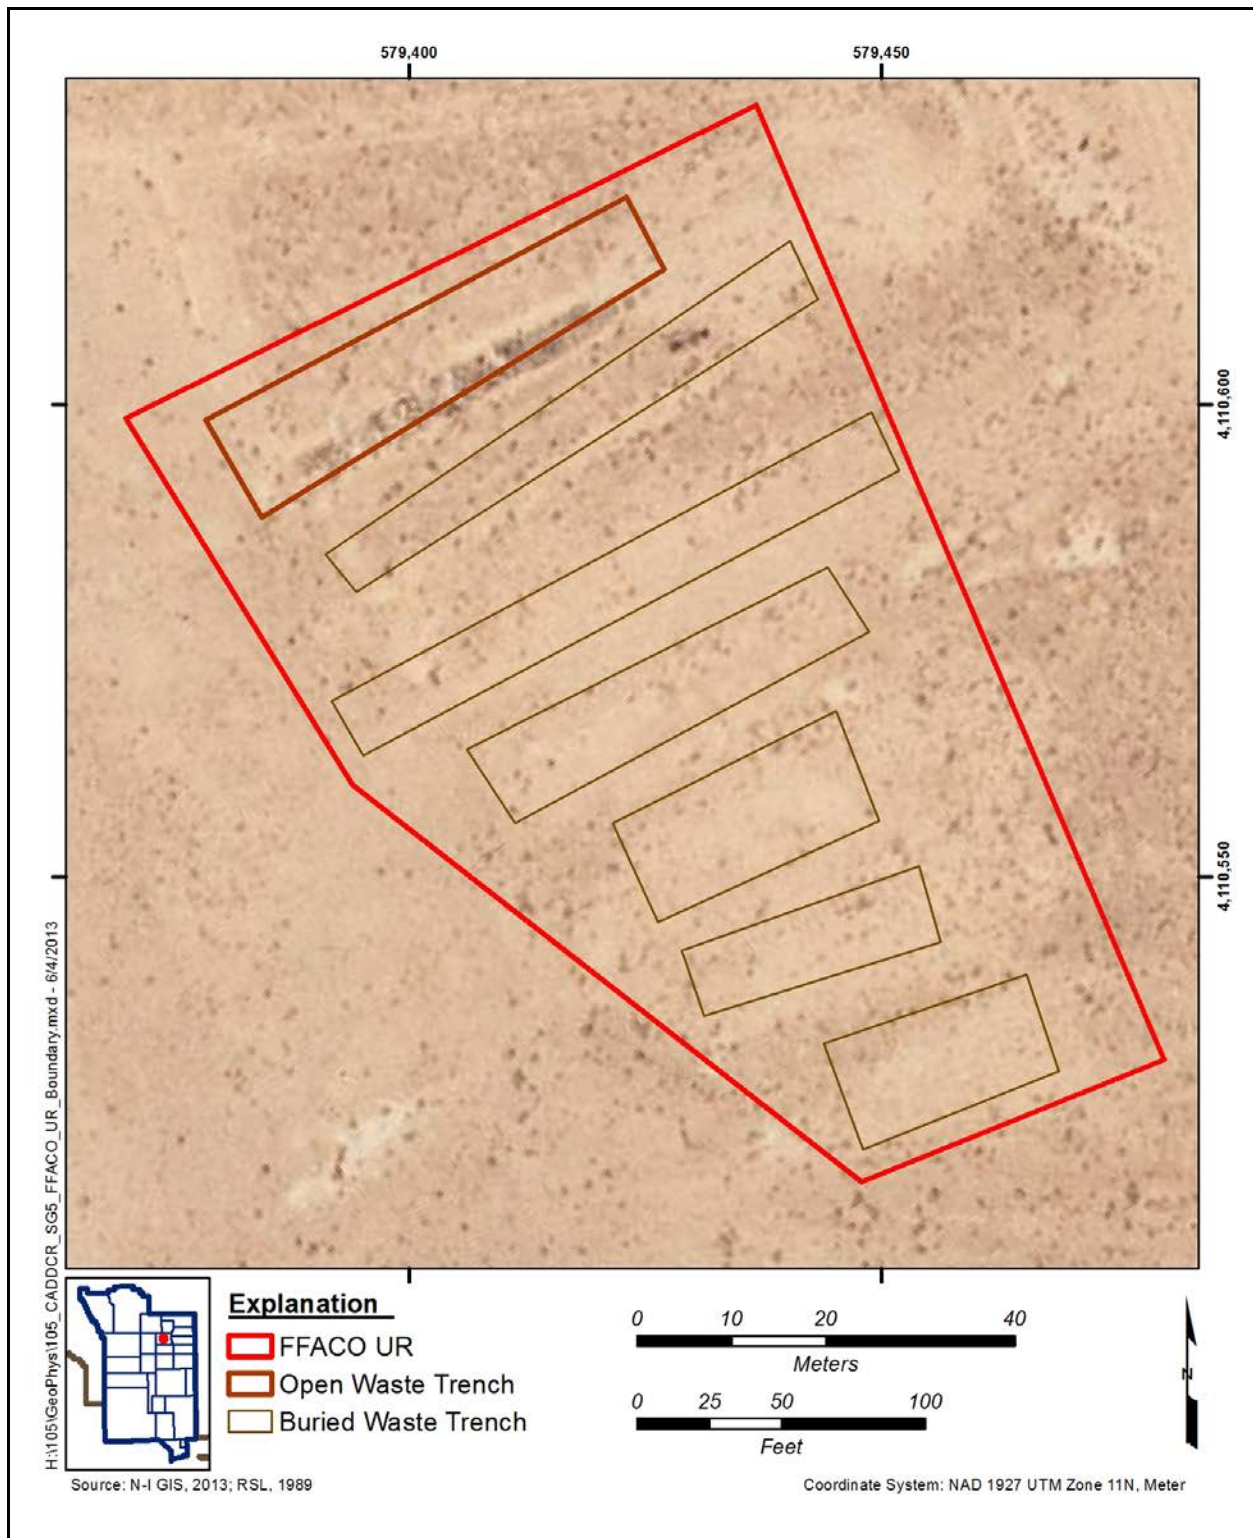 579,400
579,450
4,110,600
4,110,550
H:\105\GeoPhys\105_CADDCR_SG5_FFACO_UR_Boundary.mxd - 6/4/2013
Explanation
FFACO UR
Open Waste Trench
Buried Waste Trench
0 10 20 40
Meters
0 25 50 100
Feet
N
Source: N-I GIS, 2013; RSL, 1989
Coordinate System: NAD 1927 UTM Zone 11N, Meter